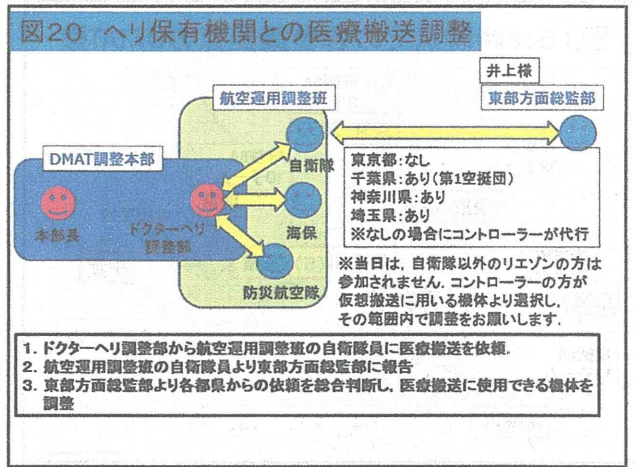 図20 ヘリ保有機関との医療搬送調整
井上様
航空運用調整班
東部方面総監部
DMAT調整本部
自衛隊
本部長
ドクターヘリ
調整部
海保
防災航空隊
東京都:なし
千葉県:あり(第1空挺団)
神奈川県:あり
埼玉県:あり
※なしの場合にコントローラーが代行
※当日は,自衛隊以外のリエゾンの方は
参加されません.コントローラーの方が
仮想搬送に用いる機体より選択し,
その範囲内で調整をお願いします.
1. ドクターヘリ調整部から航空運用調整班の自衛隊員に医療搬送を依頼.
2. 航空運用調整班の自衛隊員より東部方面総監部に報告
3. 東部方面総監部より各都県からの依頼を総合判断し,医療搬送に使用できる機体を
調整